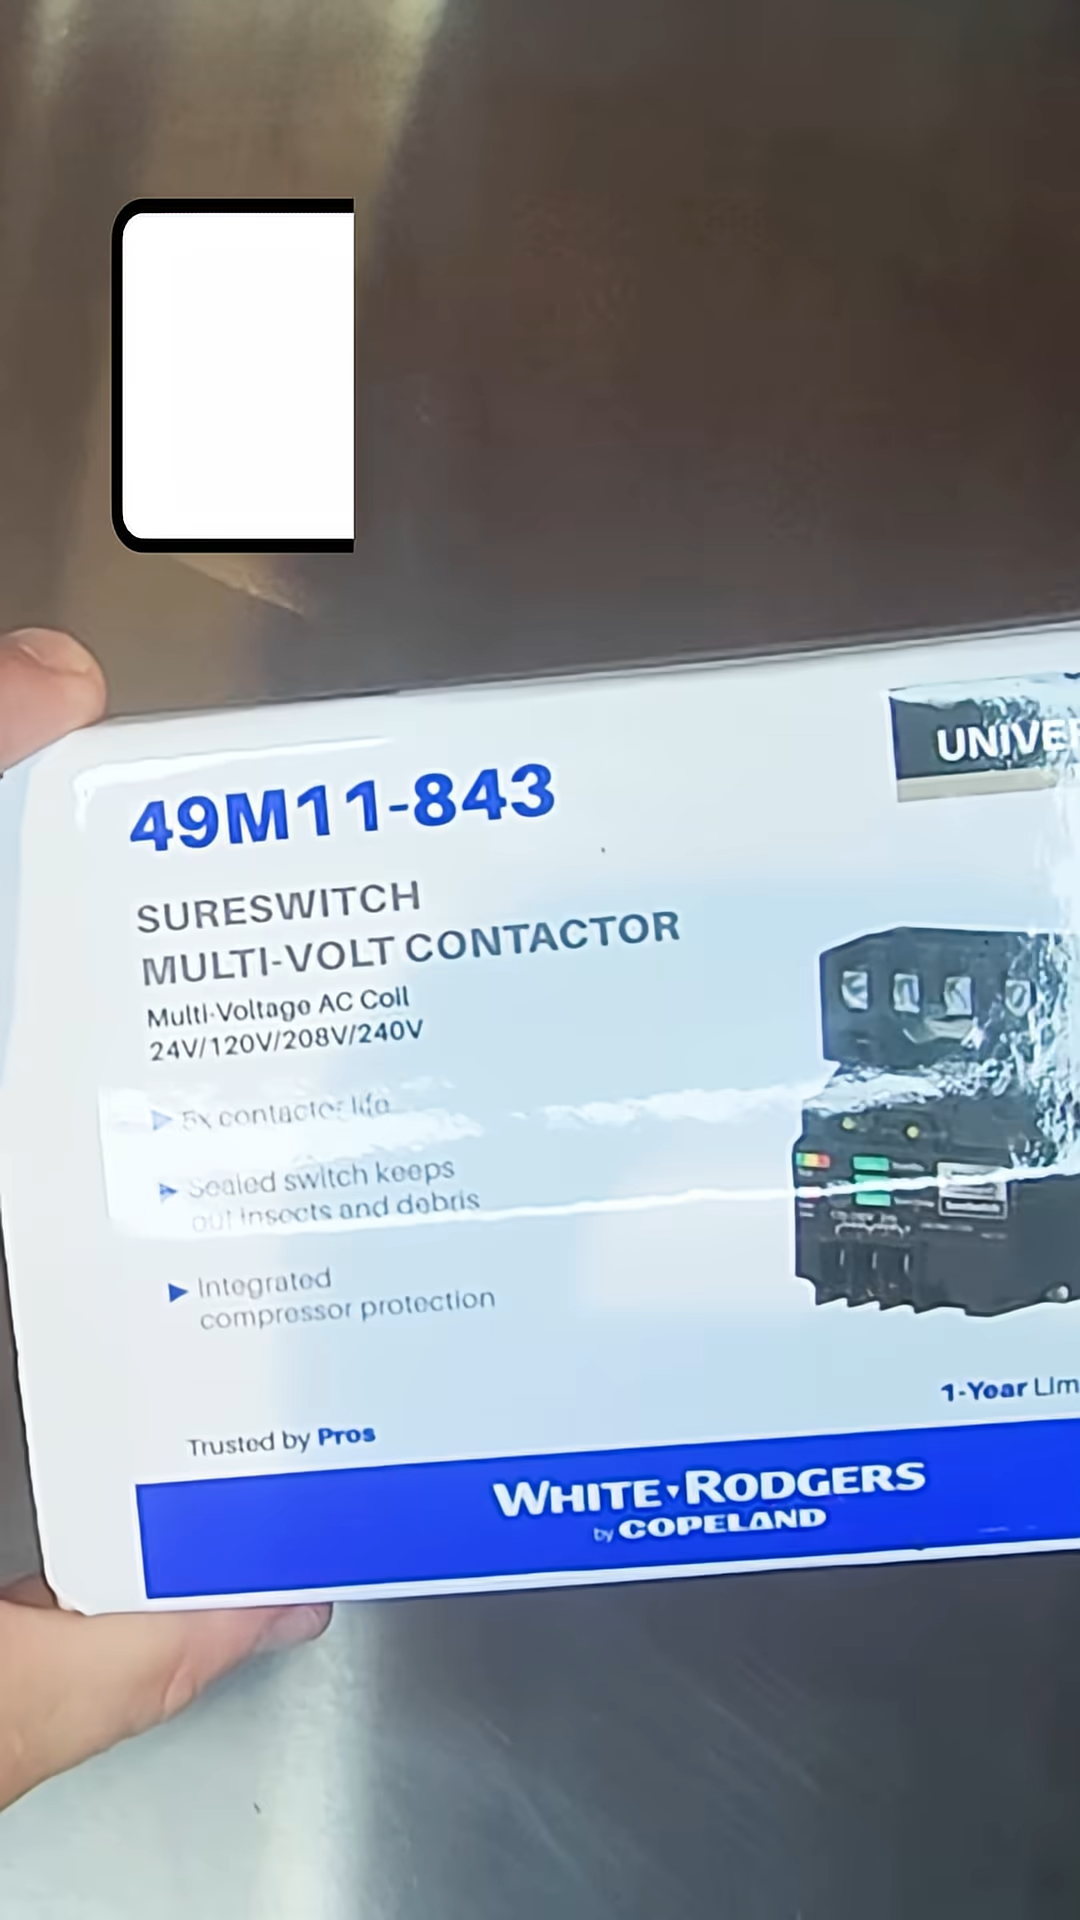 49M11-843
UNIVE
SURESWITCH
MULTI-VOLT CONTACTOR
Multi-Voltage AC Coil
24V/120V/208V/240V
5x contactor life
Sealed switch keeps
out insects and debris
Integrated
compressor protection
1-Year Lim
Trusted by Pros
WHITE RODGERS
by COPELAND